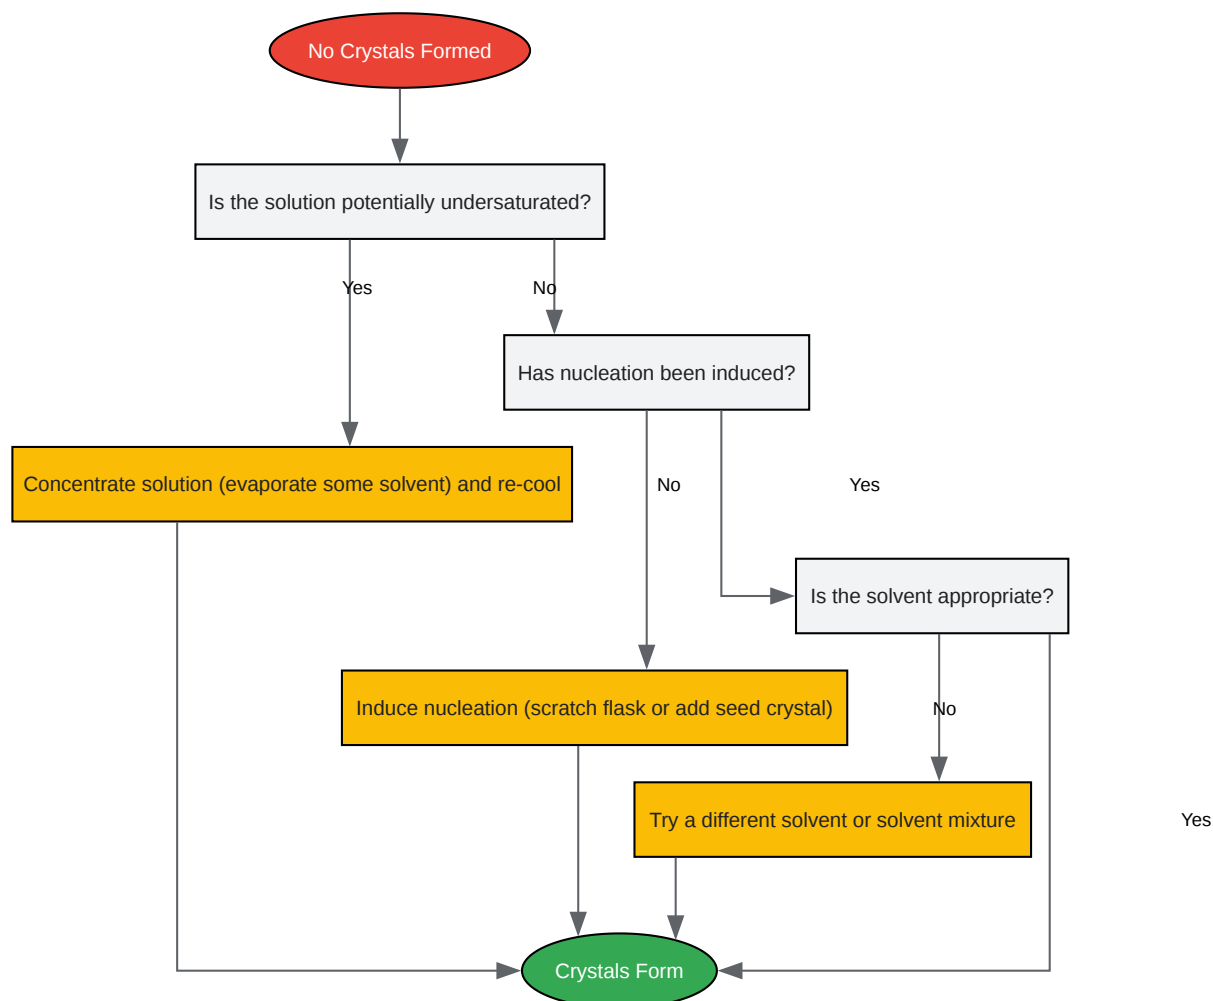 No Crystals Formed
Is the solution potentially undersaturated?
Yes
No
Has nucleation been induced?
Concentrate solution (evaporate some solvent) and re-cool
No
Yes
Is the solvent appropriate?
Induce nucleation (scratch flask or add seed crystal)
No
Try a different solvent or solvent mixture
Yes
Crystals Form